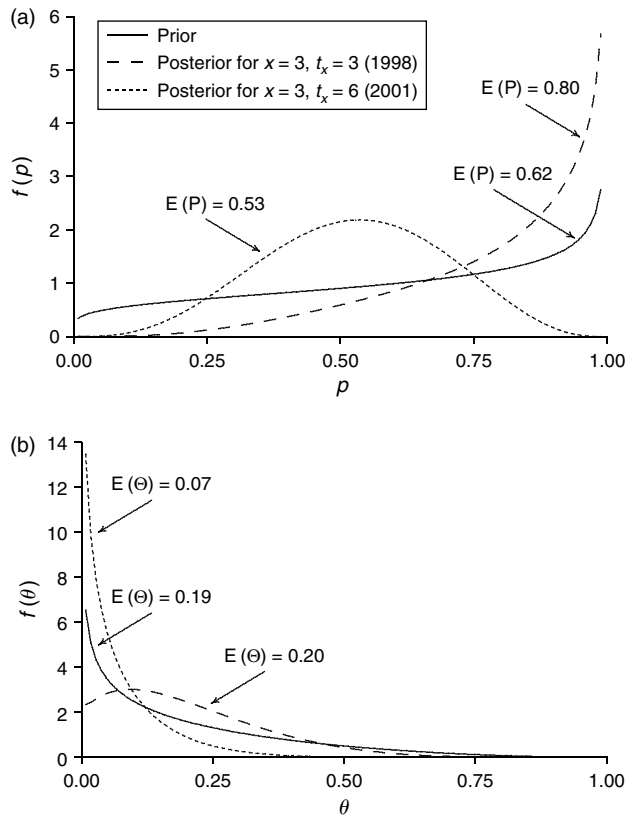 (a)
6
5
4
3
2
1
0
f(p)
Prior
Posterior for x = 3, tₓ = 3 (1998)
Posterior for x = 3, tₓ = 6 (2001)
E (P) = 0.80
E (P) = 0.62
E (P) = 0.53
0.00 0.25 0.50 0.75 1.00
p
(b)
14
12
10
8
6
4
2
0
f(θ)
E (Θ) = 0.07
E (Θ) = 0.19
E (Θ) = 0.20
0.00 0.25 0.50 0.75 1.00
θ